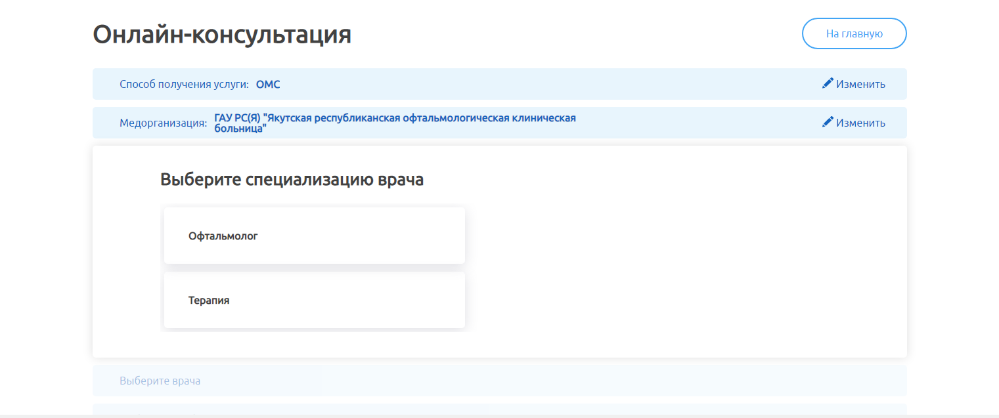 Онлайн-консультация
На главную
Способ получения услуги: ОМС
Изменить
Медорганизация: ГАУ РС(Я) "Якутская республиканская офтальмологическая клиническая
больница"
Изменить
Выберите специализацию врача
Офтальмолог
Терапия
Выберите врача